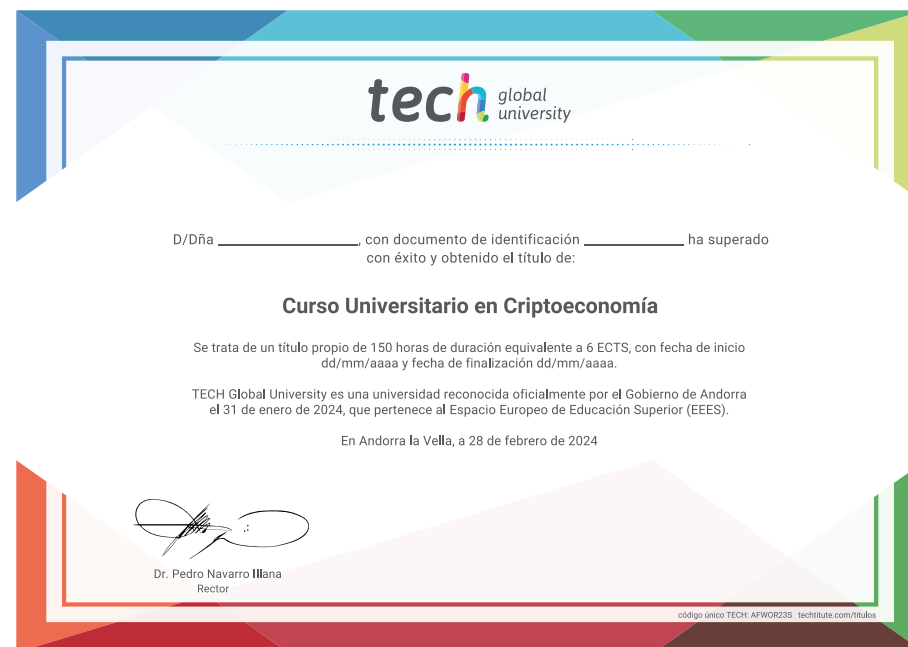 tech global university
D/Dña ____________________, con documento de identificación ______________ ha superado
con éxito y obtenido el título de:
Curso Universitario en Criptoeconomía
Se trata de un título propio de 150 horas de duración equivalente a 6 ECTS, con fecha de inicio
dd/mm/aaaa y fecha de finalización dd/mm/aaaa.
TECH Global University es una universidad reconocida oficialmente por el Gobierno de Andorra
el 31 de enero de 2024, que pertenece al Espacio Europeo de Educación Superior (EEES).
En Andorra la Vella, a 28 de febrero de 2024
Dr. Pedro Navarro Illana
Rector
código único TECH: AFWOR23S techtitute.com/titulos